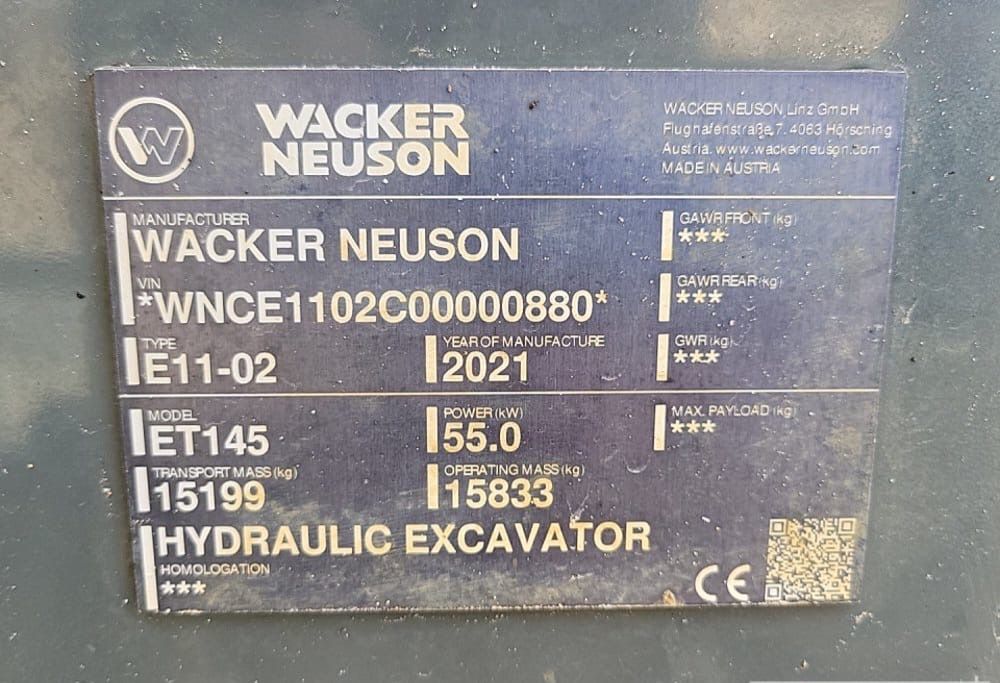 W
WACKER
NEUSON
WACKER NEUSON Linz GmbH
Flughafenstraße 7, 4063 Hörsching
Austria, www.wackerneuson.com
MADE IN AUSTRIA
MANUFACTURER
WACKER NEUSON
GAWR FRONT (kg)
***
VIN
*WNCE1102C00000880*
GAWR REAR (kg)
***
TYPE
E11-02
YEAR OF MANUFACTURE
2021
GWR (kg)
***
MODEL
ET145
POWER (kW)
55.0
MAX. PAYLOAD (kg)
***
TRANSPORT MASS (kg)
15199
OPERATING MASS (kg)
15833
HYDRAULIC EXCAVATOR
HOMOLOGATION
***
CE